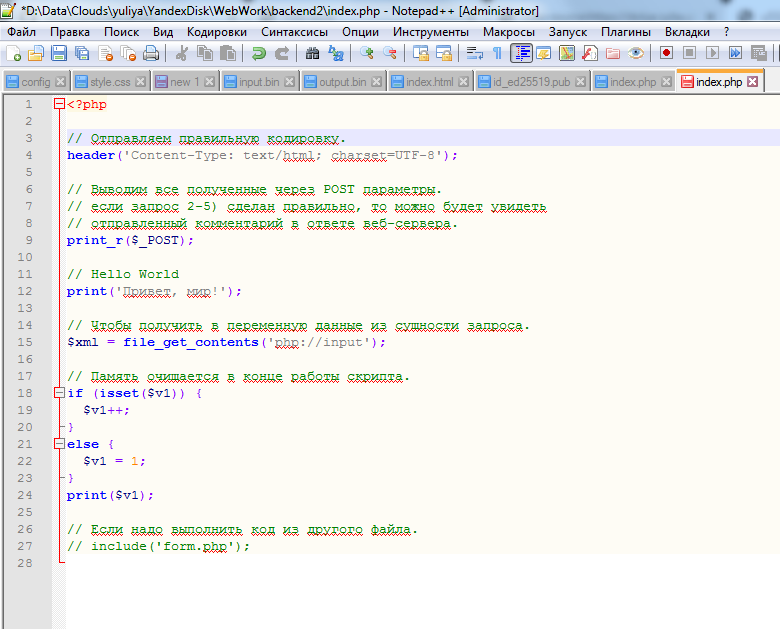 *D:\Data\Clouds\yuliya\YandexDisk\WebWork\backend2\index.php - Notepad++ [Administrator]
Файл Правка Поиск Вид Кодировки Синтаксисы Опции Инструменты Макросы Запуск Плагины Вкладки ?
config style.css new 1 input.bin output.bin index.html id_ed25519.pub index.php index.php
1 <?php
2
3 // Отправляем правильную кодировку.
4 header('Content-Type: text/html; charset=UTF-8');
5
6 // Выводим все полученные через POST параметры.
7 // если запрос 2-5) сделан правильно, то можно будет увидеть
8 // отправленный комментарий в ответе веб-сервера.
9 print_r($_POST);
10
11 // Hello World
12 print('Привет, мир!');
13
14 // Чтобы получить в переменную данные из сущности запроса.
15 $xml = file_get_contents('php://input');
16
17 // Память очищается в конце работы скрипта.
18 if (isset($v1)) {
19 $v1++;
20 }
21 else {
22 $v1 = 1;
23 }
24 print($v1);
25
26 // Если надо выполнить код из другого файла.
27 // include('form.php');
28